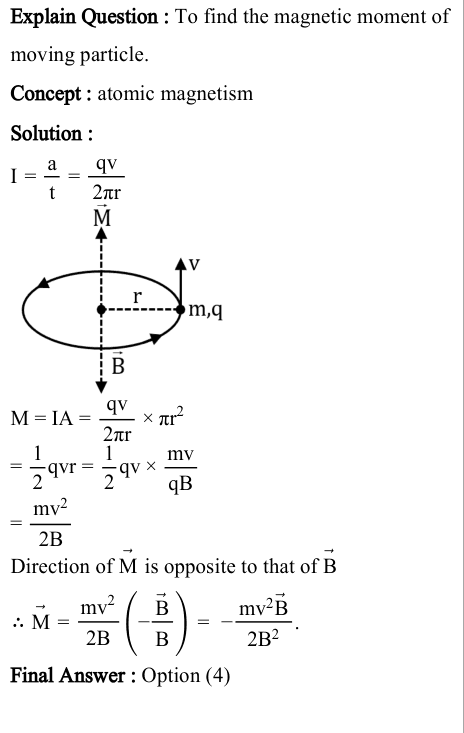 Explain Question : To find the magnetic moment of
moving particle.
Concept : atomic magnetism
Solution :
I = a/t = qv/2πr
M⃗
v
r
m,q
B⃗
M = IA = qv/2πr × πr²
= 1/2 qvr = 1/2 qv × mv/qB
= mv²/2B
Direction of M⃗ is opposite to that of B⃗
∴ M⃗ = mv²/2B (−B⃗/B) = −mv²B⃗/2B².
Final Answer : Option (4)